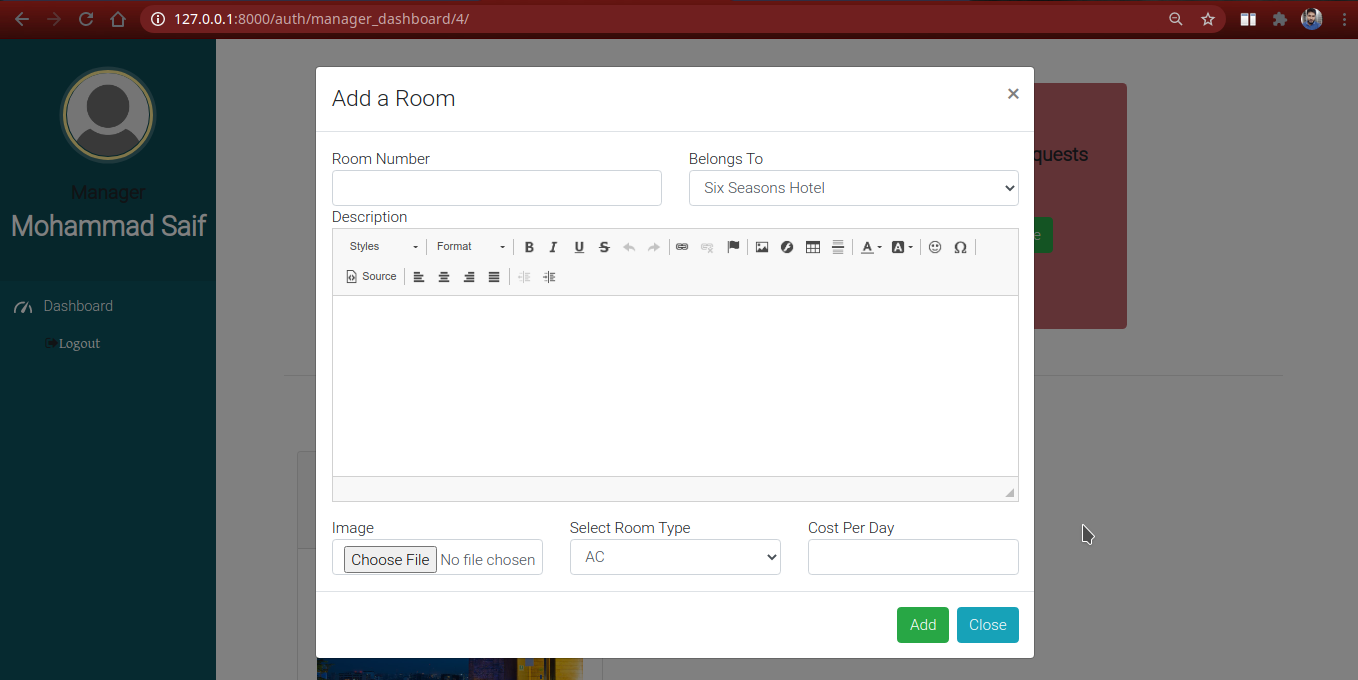 127.0.0.1:8000/auth/manager_dashboard/4/
Manager
Mohammad Saif
Dashboard
Logout
Add a Room
×
Room Number
Belongs To
Six Seasons Hotel
Description
Styles
Format
B I U S
A A Ω
Source
Image
Select Room Type
Cost Per Day
Choose File No file chosen
AC
Add
Close
quests
e